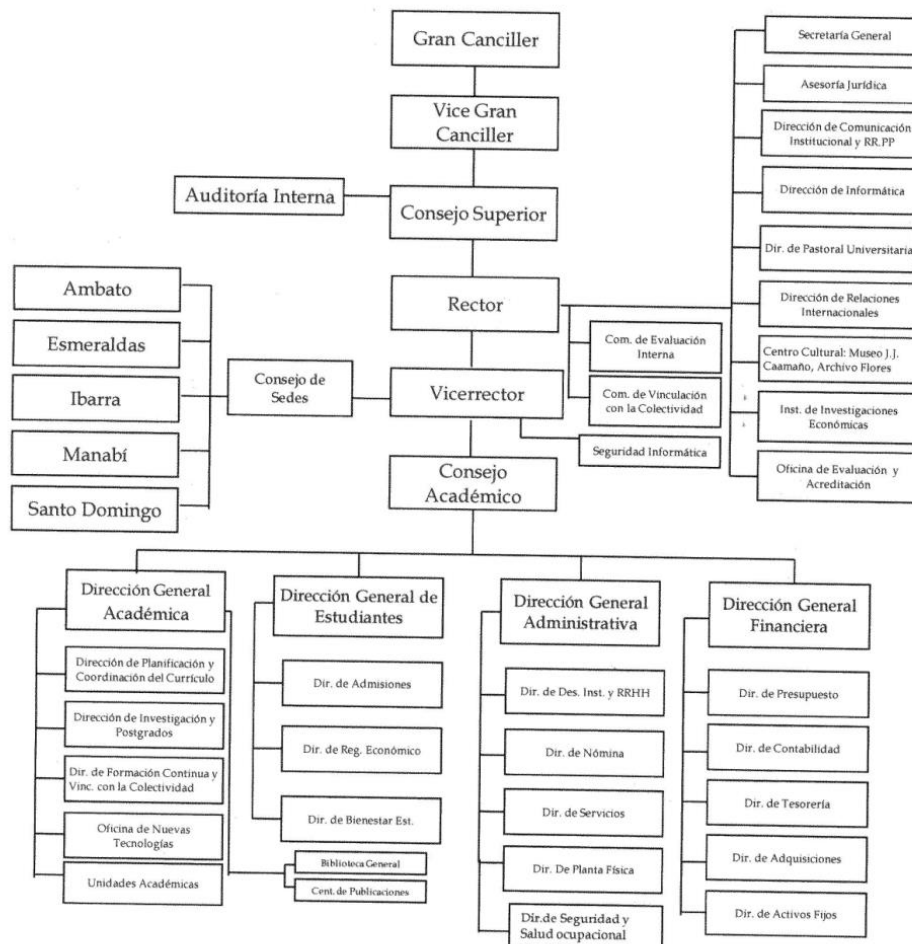 Gran Canciller
Vice Gran
Canciller
Auditoría Interna
Consejo Superior
Rector
Vicerrector
Consejo
Académico
Secretaría General
Asesoría Jurídica
Dirección de Comunicación
Institucional y RR.PP
Dirección de Informática
Dir. de Pastoral Universitaria
Dirección de Relaciones
Internacionales
Centro Cultural: Museo J.J.
Caamaño, Archivo Flores
Inst. de Investigaciones
Económicas
Oficina de Evaluación y
Acreditación
Com. de Evaluación
Interna
Com. de Vinculación
con la Colectividad
Seguridad Informática
Consejo de
Sedes
Ambato
Esmeraldas
Ibarra
Manabí
Santo Domingo
Dirección General
Académica
Dirección de Planificación y
Coordinación del Currículo
Dirección de Investigación y
Postgrados
Dir. de Formación Continua y
Vinc. con la Colectividad
Oficina de Nuevas
Tecnologías
Unidades Académicas
Dirección General de
Estudiantes
Dir. de Admisiones
Dir. de Reg. Económico
Dir. de Bienestar Est.
Biblioteca General
Cent. de Publicaciones
Dirección General
Administrativa
Dir. de Des. Inst. y RRHH
Dir. de Nómina
Dir. de Servicios
Dir. De Planta Física
Dir.de Seguridad y
Salud ocupacional
Dirección General
Financiera
Dir. de Presupuesto
Dir. de Contabilidad
Dir. de Tesorería
Dir. de Adquisiciones
Dir. de Activos Fijos